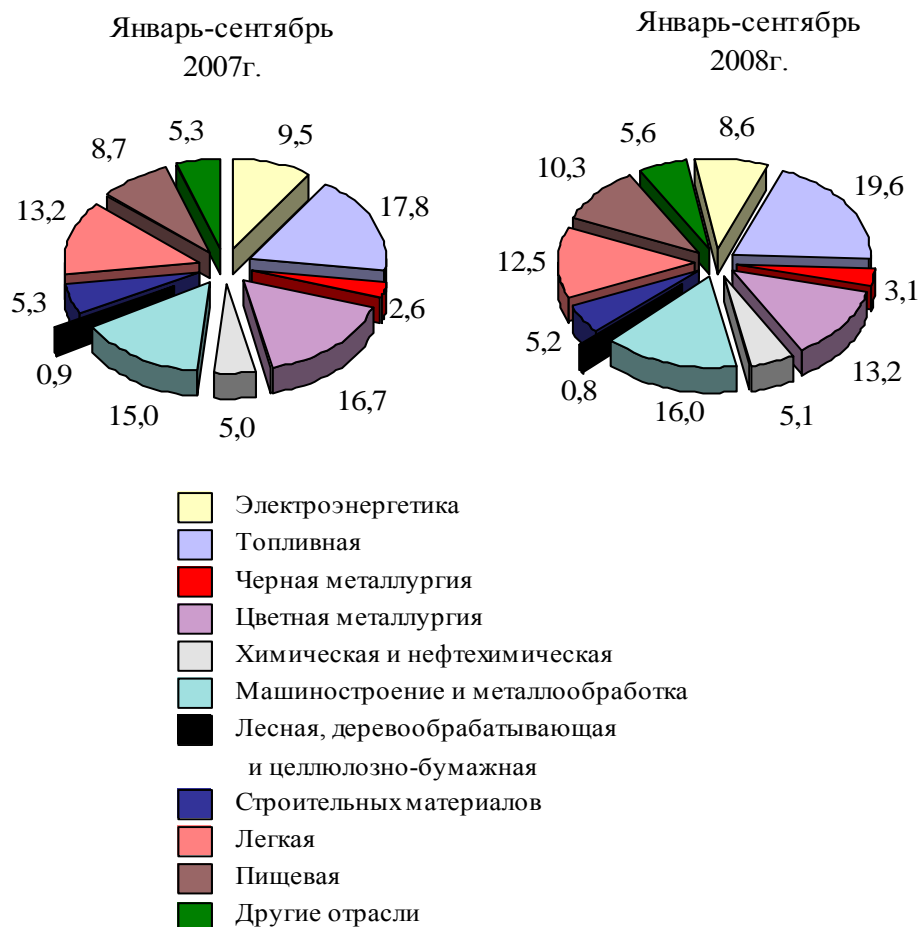 Январь-сентябрь
2007г.
9,5
17,8
2,6
16,7
5,0
15,0
0,9
5,3
13,2
8,7
5,3
Январь-сентябрь
2008г.
8,6
19,6
3,1
13,2
5,1
16,0
0,8
5,2
12,5
10,3
5,6
Электроэнергетика
Топливная
Черная металлургия
Цветная металлургия
Химическая и нефтехимическая
Машиностроение и металлообработка
Лесная, деревообрабатывающая
и целлюлозно-бумажная
Строительных материалов
Легкая
Пищевая
Другие отрасли